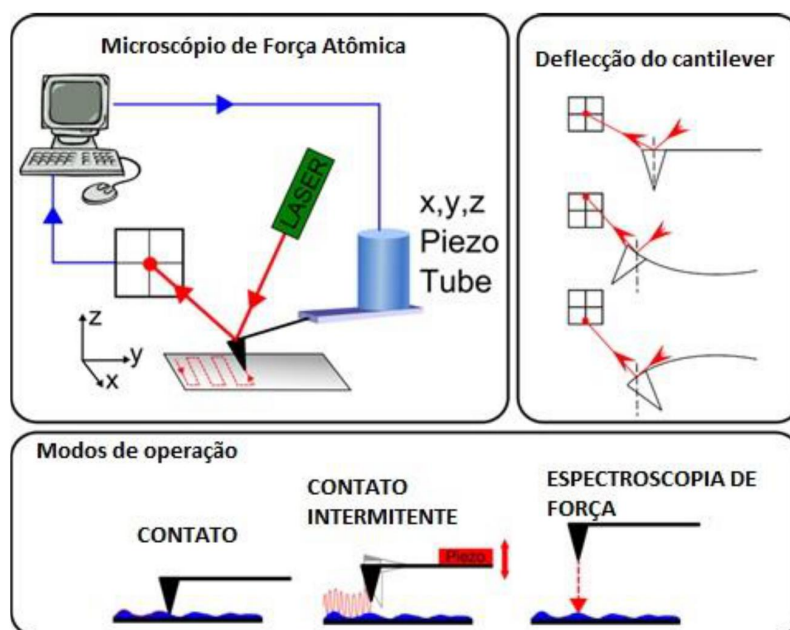 Microscópio de Força Atômica
LASER
x,y,z
Piezo
Tube
z
y
x
Deflecção do cantilever
Modos de operação
CONTATO
CONTATO
INTERMITENTE
Piezo
ESPECTROSCOPIA DE
FORÇA